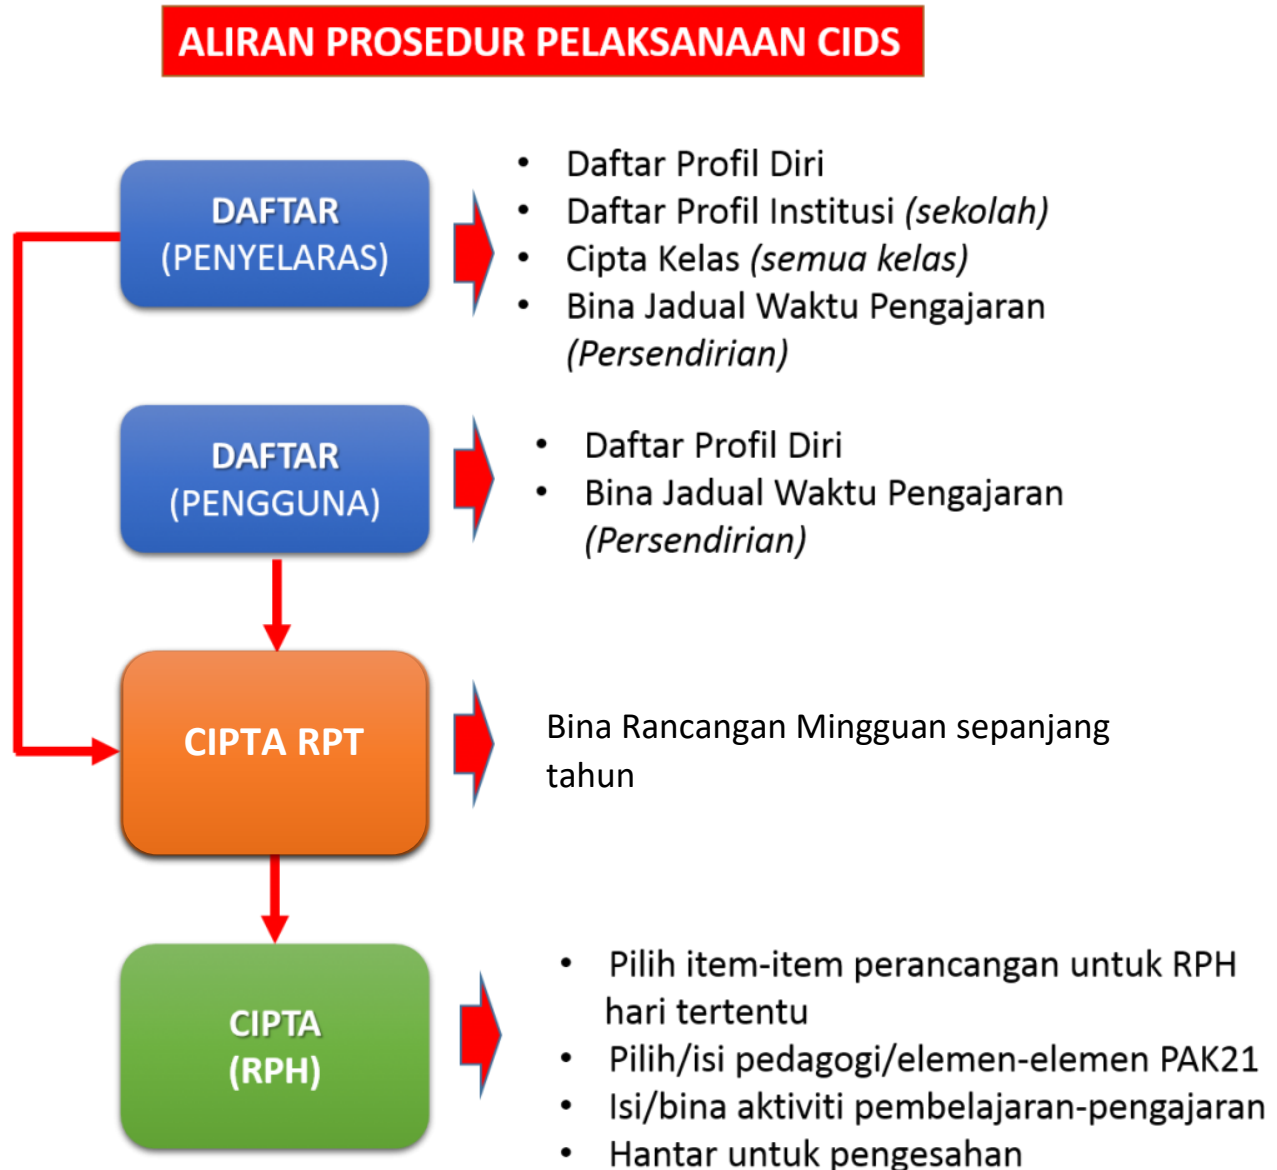 ALIRAN PROSEDUR PELAKSANAAN CIDS
DAFTAR
(PENYELARAS)
• Daftar Profil Diri
• Daftar Profil Institusi (sekolah)
• Cipta Kelas (semua kelas)
• Bina Jadual Waktu Pengajaran
(Persendirian)
DAFTAR
(PENGGUNA)
• Daftar Profil Diri
• Bina Jadual Waktu Pengajaran
(Persendirian)
CIPTA RPT
Bina Rancangan Mingguan sepanjang
tahun
CIPTA
(RPH)
• Pilih item-item perancangan untuk RPH
hari tertentu
• Pilih/isi pedagogi/elemen-elemen PAK21
• Isi/bina aktiviti pembelajaran-pengajaran
• Hantar untuk pengesahan